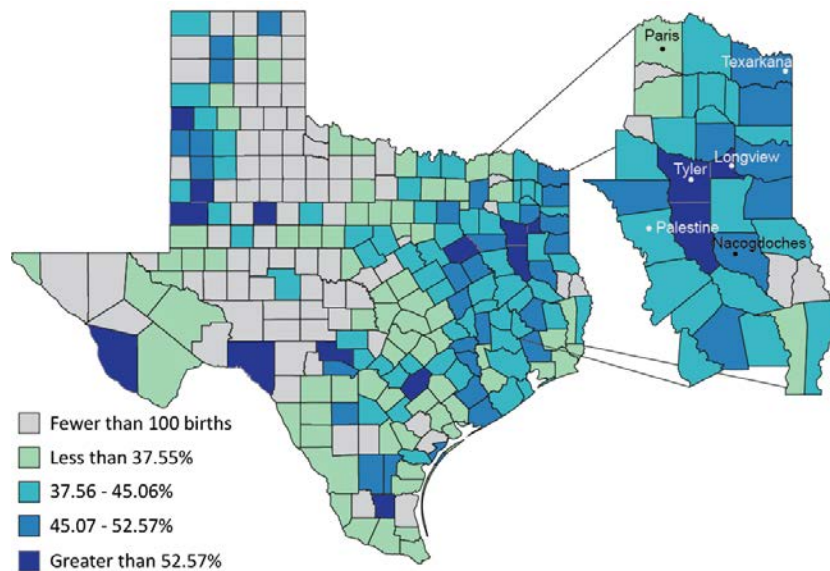 Paris
Texarkana
Longview
Tyler
Palestine
Nacogdoches
Fewer than 100 births
Less than 37.55%
37.56 - 45.06%
45.07 - 52.57%
Greater than 52.57%